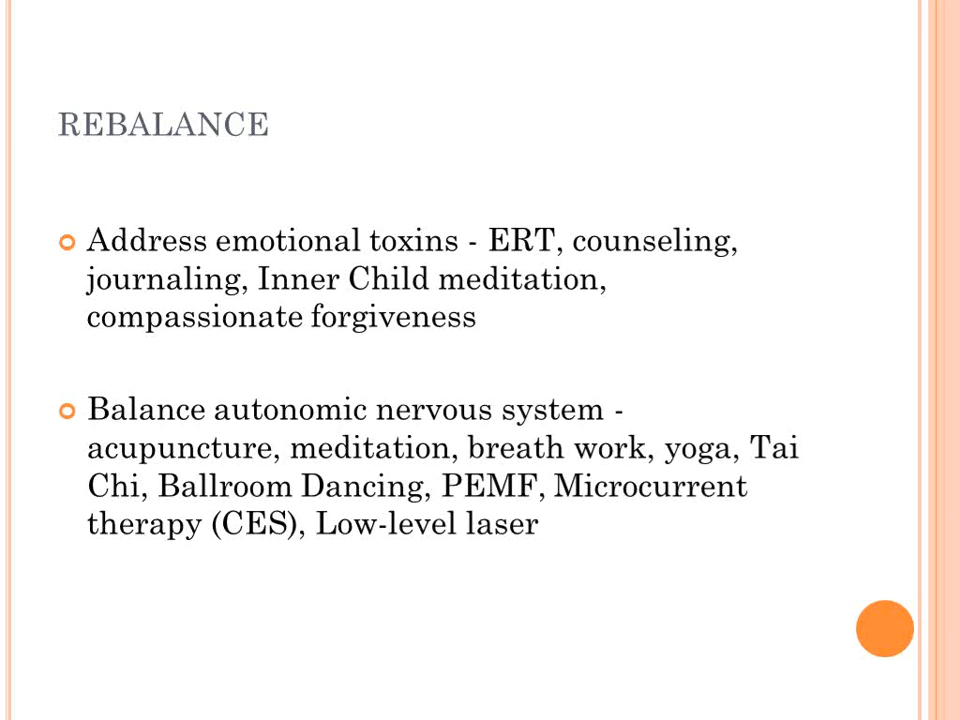 REBALANCE
Address emotional toxins - ERT, counseling,
journaling, Inner Child meditation,
compassionate forgiveness
Balance autonomic nervous system -
acupuncture, meditation, breath work, yoga, Tai
Chi, Ballroom Dancing, PEMF, Microcurrent
therapy (CES), Low-level laser